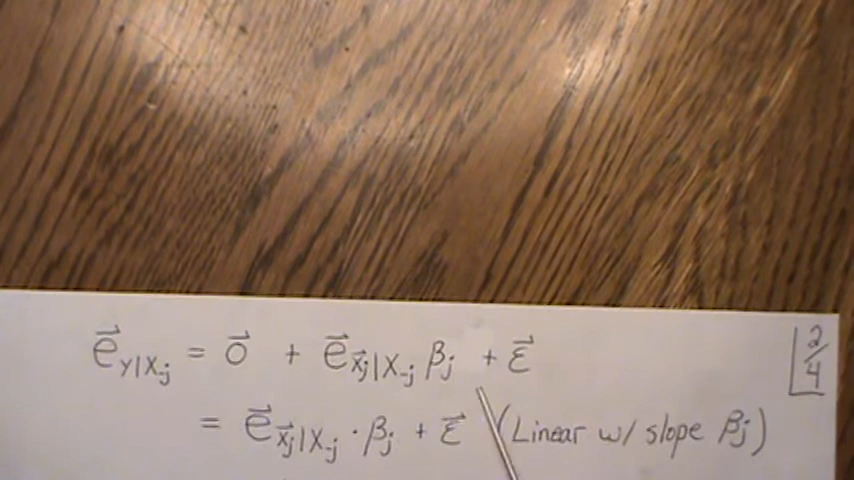 e⃗_{Y|X_{-j}} = 0⃗ + e⃗_{x⃗_j|X_{-j}} β_j + ε⃗
2/4
= e⃗_{x⃗_j|X_{-j}} · β_j + ε⃗ (Linear w/ slope β_j)